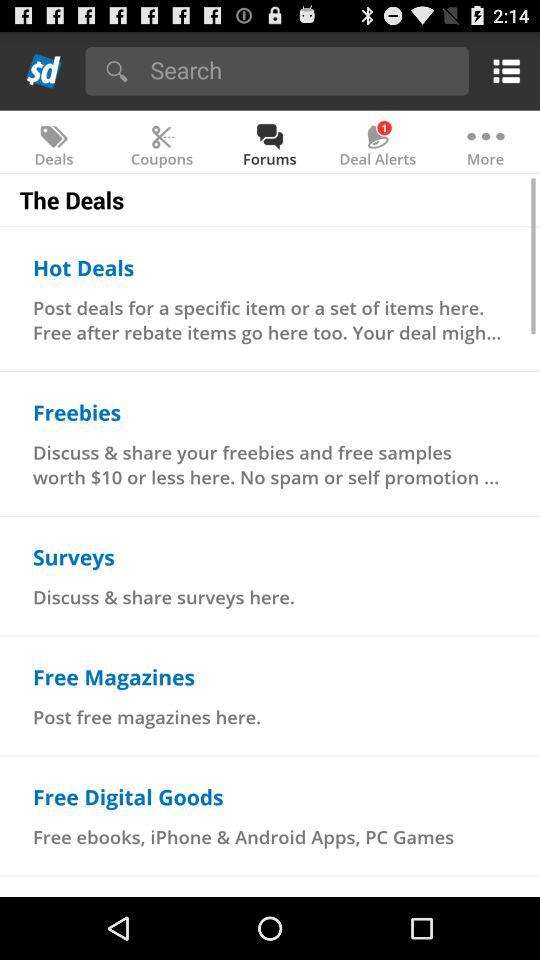 2:14
$d
Search
1
Deals Coupons Forums Deal Alerts More
The Deals
Hot Deals
Post deals for a specific item or a set of items here.
Free after rebate items go here too. Your deal migh...
Freebies
Discuss & share your freebies and free samples
worth $10 or less here. No spam or self promotion ...
Surveys
Discuss & share surveys here.
Free Magazines
Post free magazines here.
Free Digital Goods
Free ebooks, iPhone & Android Apps, PC Games